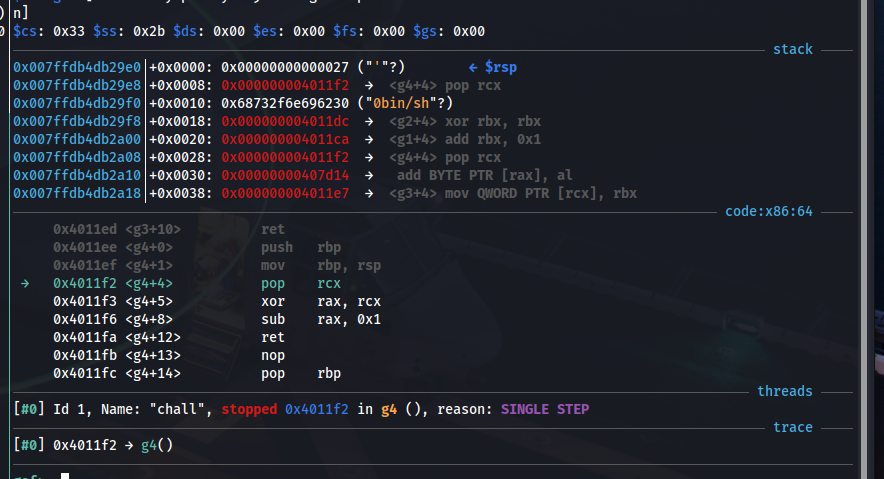 ) n]
0 $cs: 0x33 $ss: 0x2b $ds: 0x00 $es: 0x00 $fs: 0x00 $gs: 0x00
stack
0x007ffdb4db29e0│+0x0000: 0x00000000000027 ("'"?) ← $rsp
0x007ffdb4db29e8│+0x0008: 0x000000004011f2 → <g4+4> pop rcx
0x007ffdb4db29f0│+0x0010: 0x68732f6e696230 ("0bin/sh"?)
0x007ffdb4db29f8│+0x0018: 0x000000004011dc → <g2+4> xor rbx, rbx
0x007ffdb4db2a00│+0x0020: 0x000000004011ca → <g1+4> add rbx, 0x1
0x007ffdb4db2a08│+0x0028: 0x000000004011f2 → <g4+4> pop rcx
0x007ffdb4db2a10│+0x0030: 0x00000000407d14 → add BYTE PTR [rax], al
0x007ffdb4db2a18│+0x0038: 0x000000004011e7 → <g3+4> mov QWORD PTR [rcx], rbx
code:x86:64
0x4011ed <g3+10> ret
0x4011ee <g4+0> push rbp
0x4011ef <g4+1> mov rbp, rsp
→ 0x4011f2 <g4+4> pop rcx
0x4011f3 <g4+5> xor rax, rcx
0x4011f6 <g4+8> sub rax, 0x1
0x4011fa <g4+12> ret
0x4011fb <g4+13> nop
0x4011fc <g4+14> pop rbp
threads
[#0] Id 1, Name: "chall", stopped 0x4011f2 in g4 (), reason: SINGLE STEP
trace
[#0] 0x4011f2 → g4()